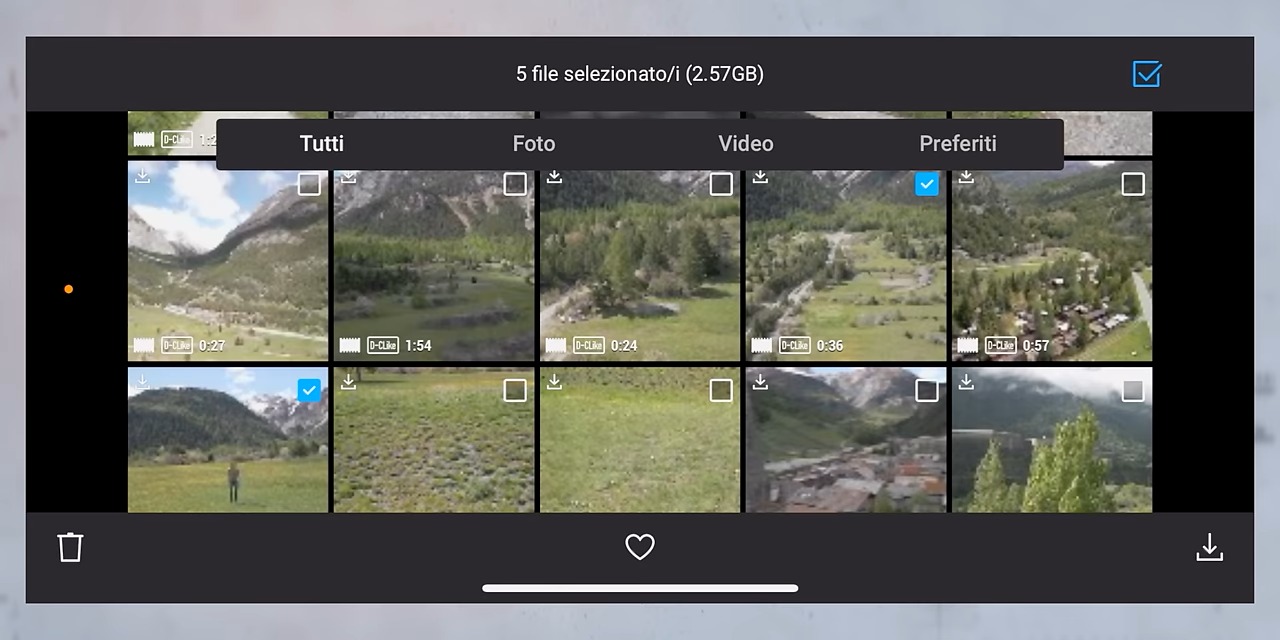 5 file selezionato/i (2.57GB)
D-CLike
Tutti Foto Video Preferiti
D-CLike 0:27
D-CLike 1:54
D-CLike 0:24
D-CLike 0:36
D-CLike 0:57